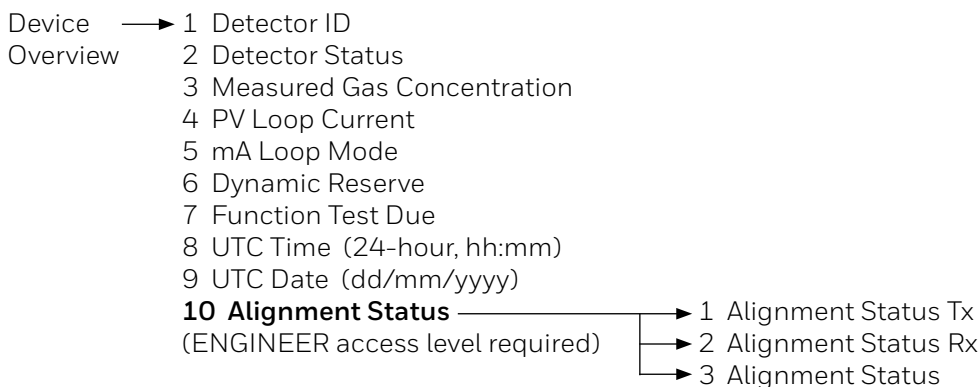 Device
Overview
1 Detector ID
2 Detector Status
3 Measured Gas Concentration
4 PV Loop Current
5 mA Loop Mode
6 Dynamic Reserve
7 Function Test Due
8 UTC Time (24-hour, hh:mm)
9 UTC Date (dd/mm/yyyy)
10 Alignment Status
(ENGINEER access level required)
1 Alignment Status Tx
2 Alignment Status Rx
3 Alignment Status